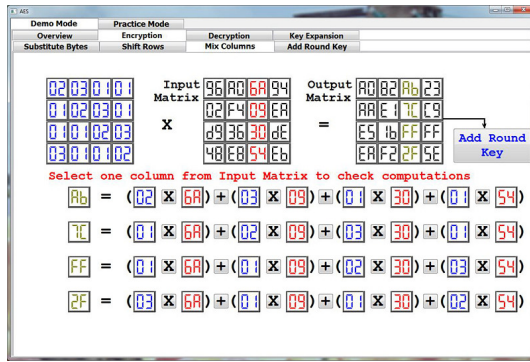 AES
Demo Mode Practice Mode
Overview Encryption Decryption Key Expansion
Substitute Bytes Shift Rows Mix Columns Add Round Key
02 03 01 01 Input Matrix 96 A0 6A 94 Output Matrix A0 82 Ab 23
01 02 03 01 02 F4 09 EA AA E1 7C C9
01 01 02 03 X d9 36 30 dE = E5 1b FF FF
03 01 01 02 48 E8 54 Eb EA F2 2F 5E
Add Round
Key
Select one column from Input Matrix to check computations
Ab = (02 X 6A) + (03 X 09) + (01 X 30) + (01 X 54)
7C = (01 X 6A) + (02 X 09) + (03 X 30) + (01 X 54)
FF = (01 X 6A) + (01 X 09) + (02 X 30) + (03 X 54)
2F = (03 X 6A) + (01 X 09) + (01 X 30) + (02 X 54)